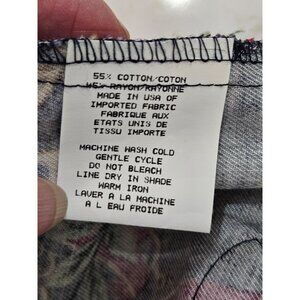 55% COTTON/COTON
45% RAYON/RAYONNE
MADE IN USA OF
IMPORTED FABRIC
FABRIQUE AUX
ETATS UNIS DE
TISSU IMPORTE
MACHINE WASH COLD
GENTLE CYCLE
DO NOT BLEACH
LINE DRY IN SHADE
WARM IRON
LAVER A LA MACHINE
A L EAU FROIDE